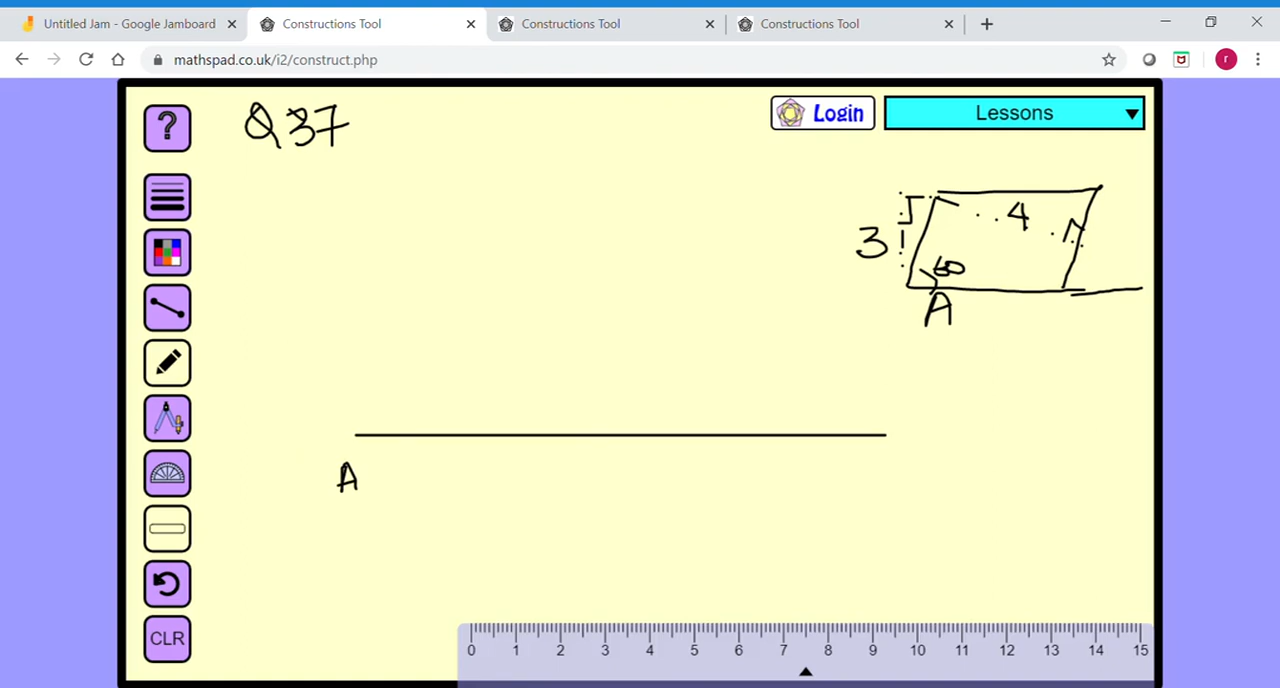 Untitled Jam - Google Jamboard
Constructions Tool
Constructions Tool
Constructions Tool
mathspad.co.uk/i2/construct.php
r
?
Q 37
Login
Lessons
4
3
60
A
A
CLR
0 1 2 3 4 5 6 7 8 9 10 11 12 13 14 15